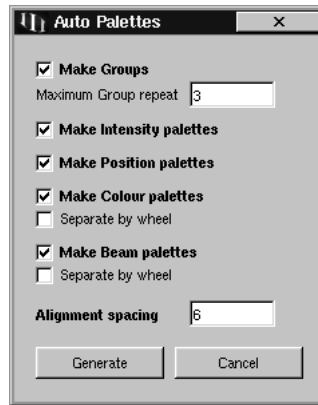 Auto Palettes
Make Groups
Maximum Group repeat 3
Make Intensity palettes
Make Position palettes
Make Colour palettes
Separate by wheel
Make Beam palettes
Separate by wheel
Alignment spacing 6
Generate Cancel